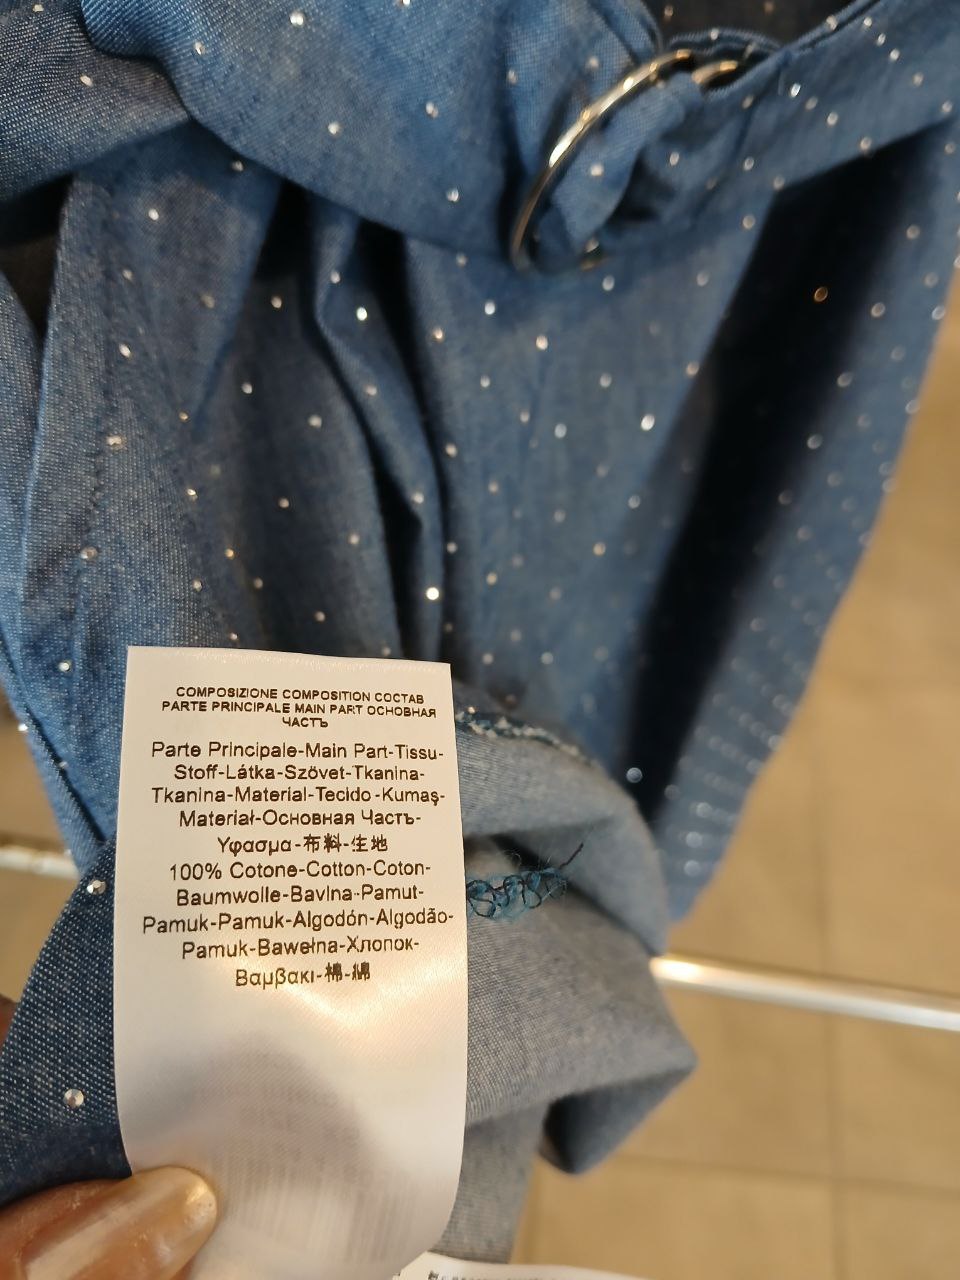 COMPOSIZIONE COMPOSITION СОСТАВ
PARTE PRINCIPALE MAIN PART ОСНОВНАЯ
ЧАСТЬ
Parte Principale-Main Part-Tissu-
Stoff-Látka-Szövet-Tkanina-
Tkanina-Material-Tecido-Kumaş-
Materiał-Основная Часть-
Υφασμα-布料-生地
100% Cotone-Cotton-Coton-
Baumwolle-Bavlna-Pamut-
Pamuk-Pamuk-Algodón-Algodão-
Pamuk-Bawełna-Хлопок-
Βαμβακι-棉-綿